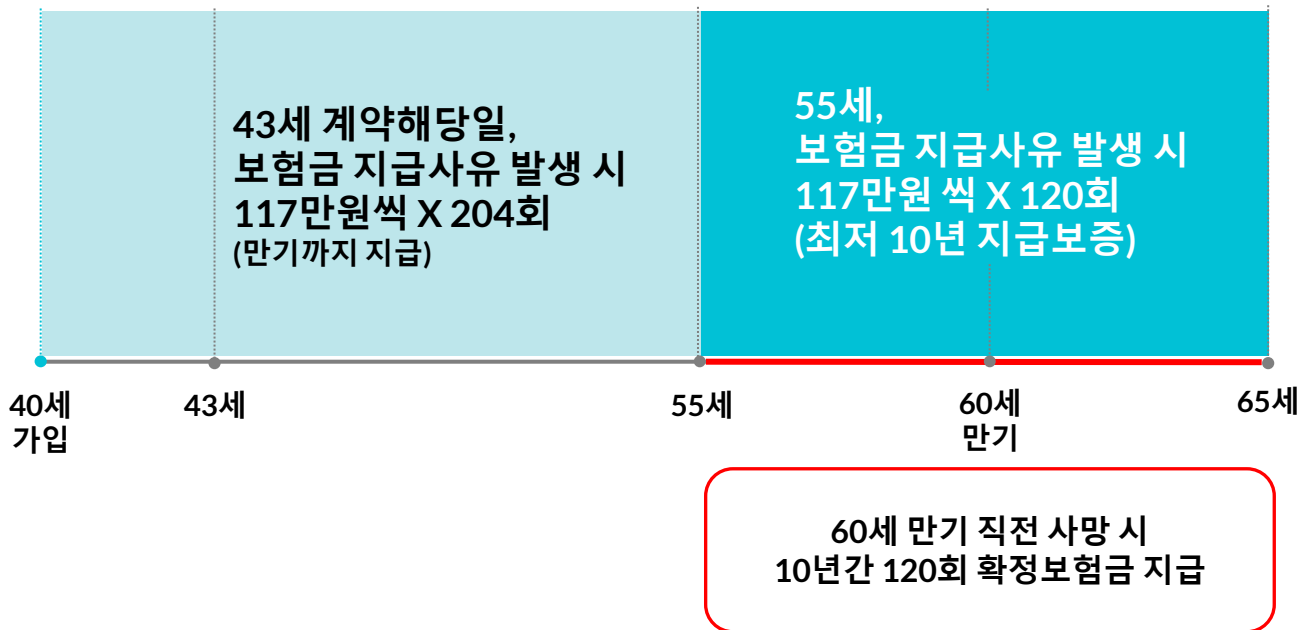 43세 계약해당일,
보험금 지급사유 발생 시
117만원씩 X 204회
(만기까지 지급)
55세,
보험금 지급사유 발생 시
117만원 씩 X 120회
(최저 10년 지급보증)
40세
가입
43세
55세
60세
만기
65세
60세 만기 직전 사망 시
10년간 120회 확정보험금 지급